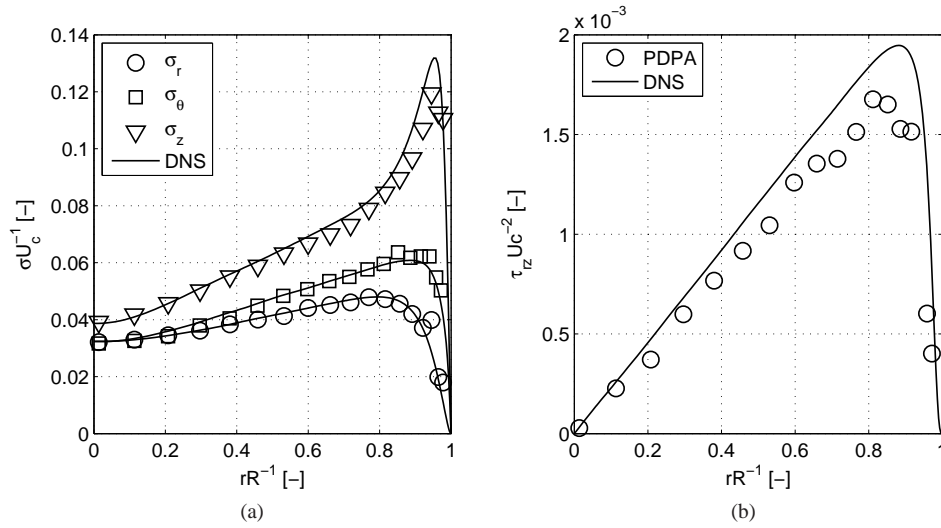 0.14
0.12
0.1
0.08
0.06
0.04
0.02
0
σU_c^{-1} [−]
σ_r
σ_θ
σ_z
DNS
0 0.2 0.4 0.6 0.8 1
rR^{-1} [−]
(a)
x 10^{-3}
2
1.5
1
0.5
0
τ_{rz} Uc^{-2} [−]
PDPA
DNS
0 0.2 0.4 0.6 0.8 1
rR^{-1} [−]
(b)